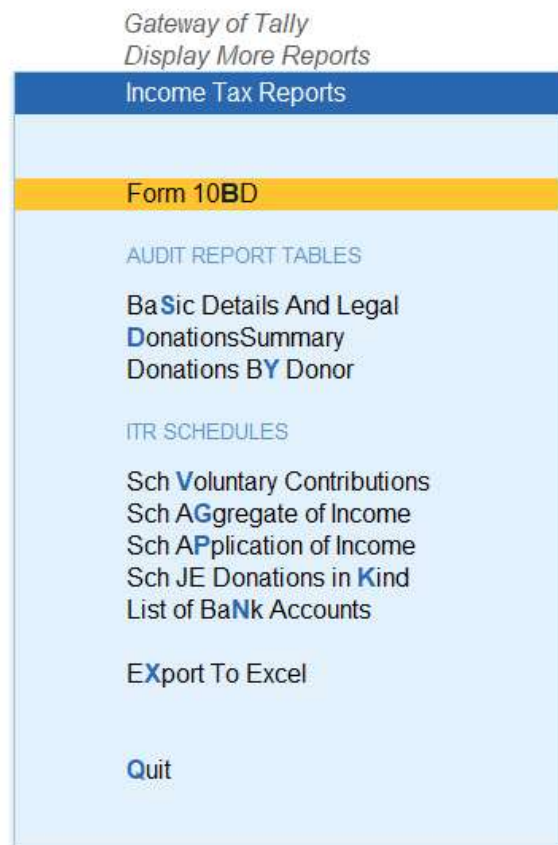 Gateway of Tally
Display More Reports
Income Tax Reports
Form 10BD
AUDIT REPORT TABLES
BaSic Details And Legal
DonationsSummary
Donations BY Donor
ITR SCHEDULES
Sch Voluntary Contributions
Sch AGgregate of Income
Sch APplication of Income
Sch JE Donations in Kind
List of BaNk Accounts
EXport To Excel
Quit